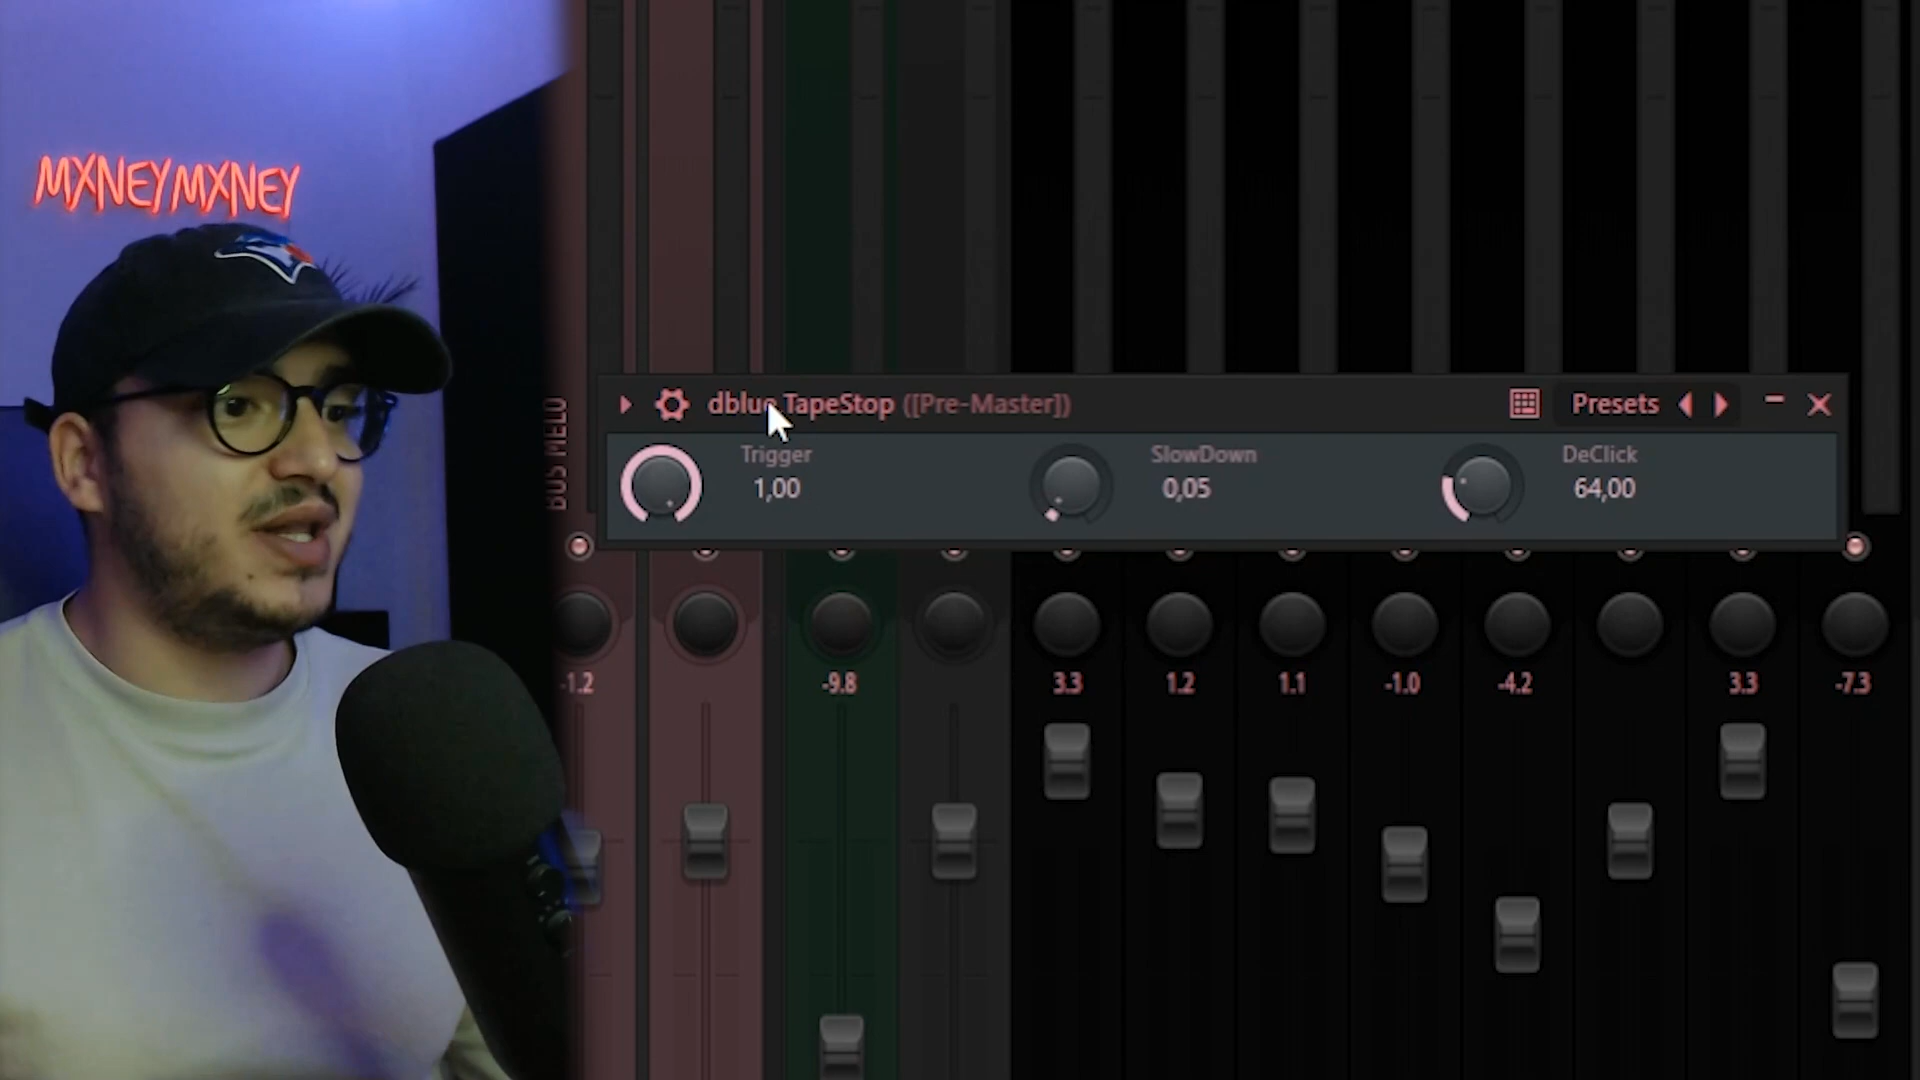 MXNEYMXNEY
BUS MELO
dblue TapeStop ([Pre-Master])
Presets
Trigger
1,00
SlowDown
0,05
DeClick
64,00
-1.2
-9.8
3.3
1.2
1.1
-1.0
-4.2
3.3
-7.3